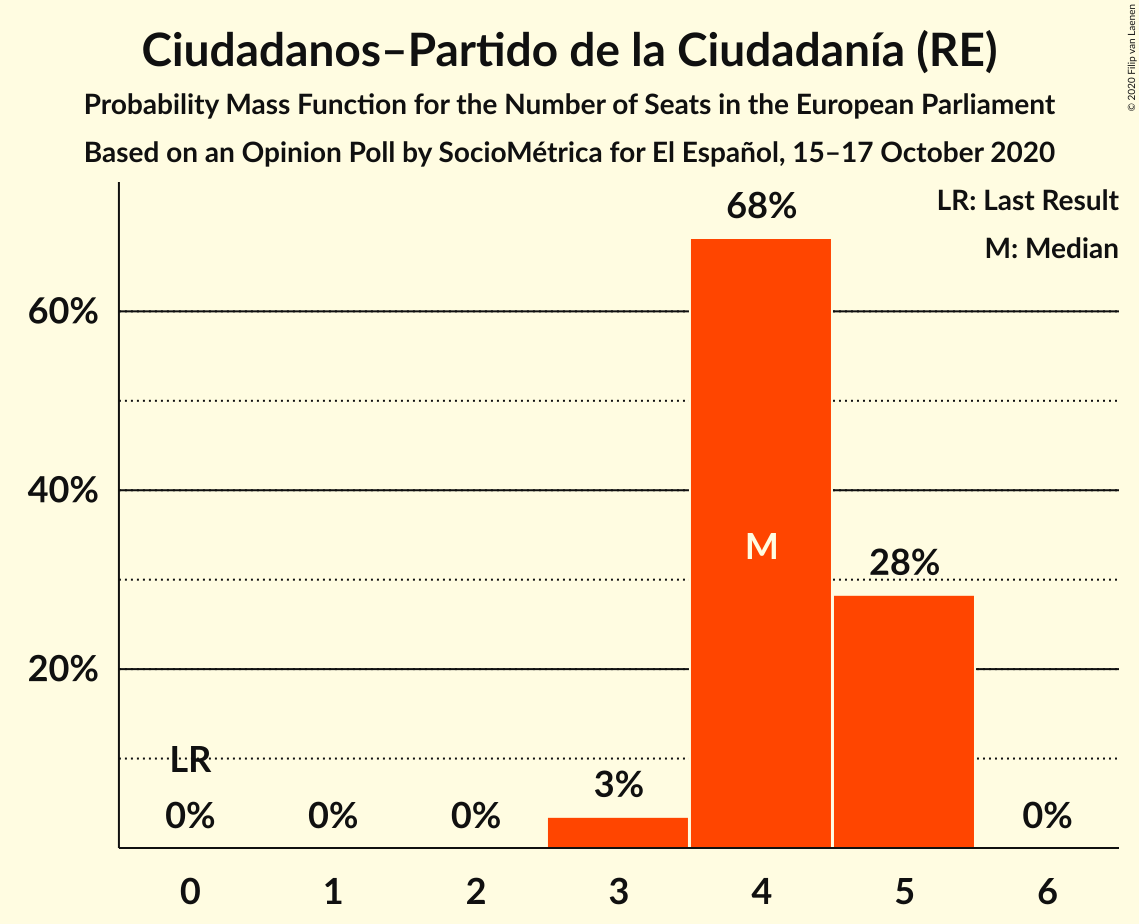 Ciudadanos–Partido de la Ciudadanía (RE)
Probability Mass Function for the Number of Seats in the European Parliament
Based on an Opinion Poll by SocioMétrica for El Español, 15–17 October 2020
© 2020 Filip van Laenen
LR: Last Result
M: Median
68%
60%
40%
M
28%
20%
LR
3%
0% 0% 0% 0%
0 1 2 3 4 5 6